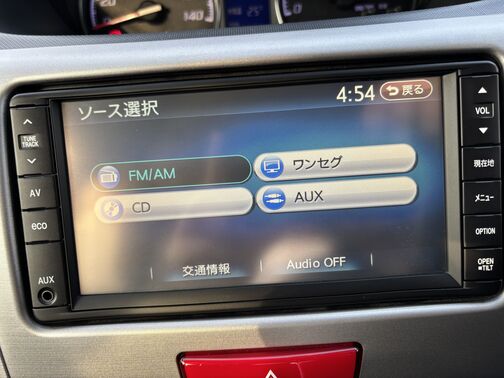 140
ソース選択
4:54
戻る
FM/AM
ワンセグ
CD
AUX
交通情報
Audio OFF
TUNE
TRACK
AV
eco
AUX
VOL
現在地
メニュー
OPTION
OPEN
TILT